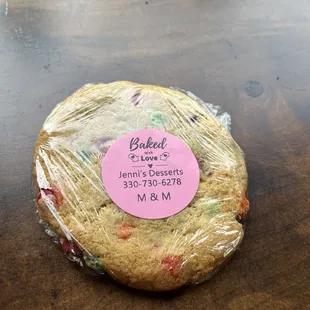 Baked
WITH
Love
Jenni's Desserts
330-730-6278
M & M